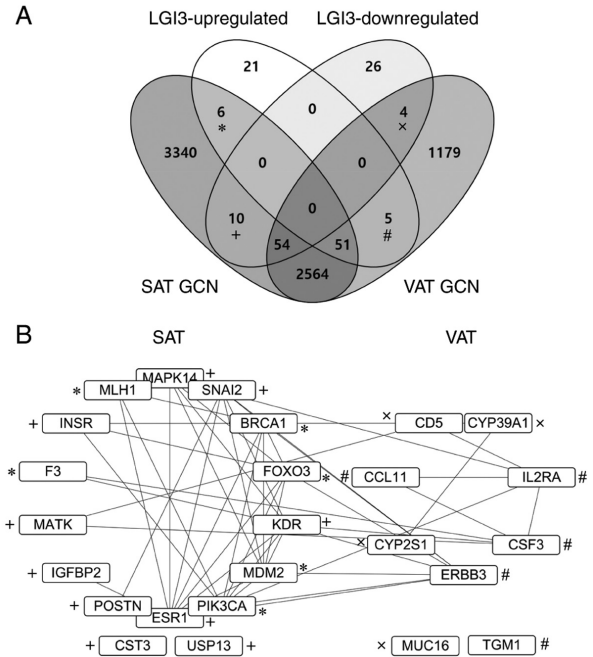 A
LGI3-upregulated LGI3-downregulated
21 26
6 0 4
* ×
3340 0 0 1179
10 0 5
+ #
54 51
2564
SAT GCN VAT GCN
B
SAT VAT
MAPK14 +
* MLH1 SNAI2 +
+ INSR BRCA1 * × CD5 CYP39A1 ×
* F3 FOXO3 * # CCL11 IL2RA #
+ MATK KDR + × CYP2S1 CSF3 #
+ IGFBP2 MDM2 * ERBB3 #
+ POSTN PIK3CA *
ESR1 +
+ CST3 USP13 + × MUC16 TGM1 #